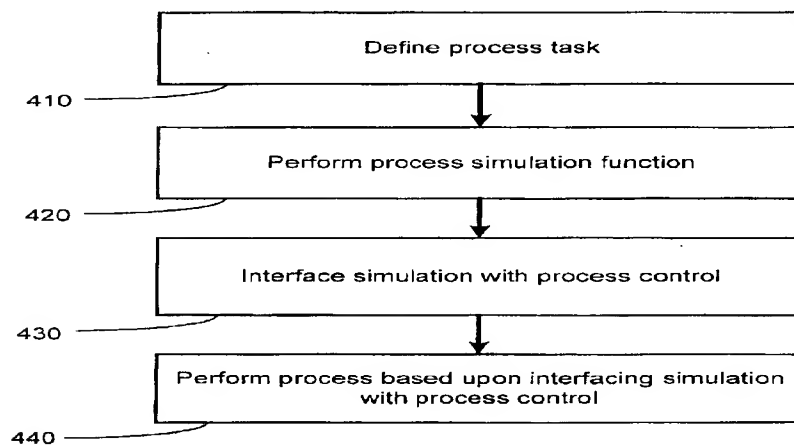 Define process task
410
Perform process simulation function
420
Interface simulation with process control
430
Perform process based upon interfacing simulation
with process control
440